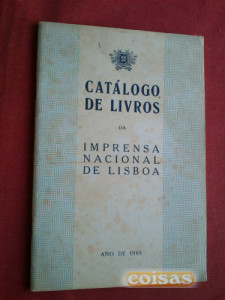 CATÁLOGO
DE LIVROS
DA
IMPRENSA
NACIONAL
DE LISBOA
ANO DE
coisas